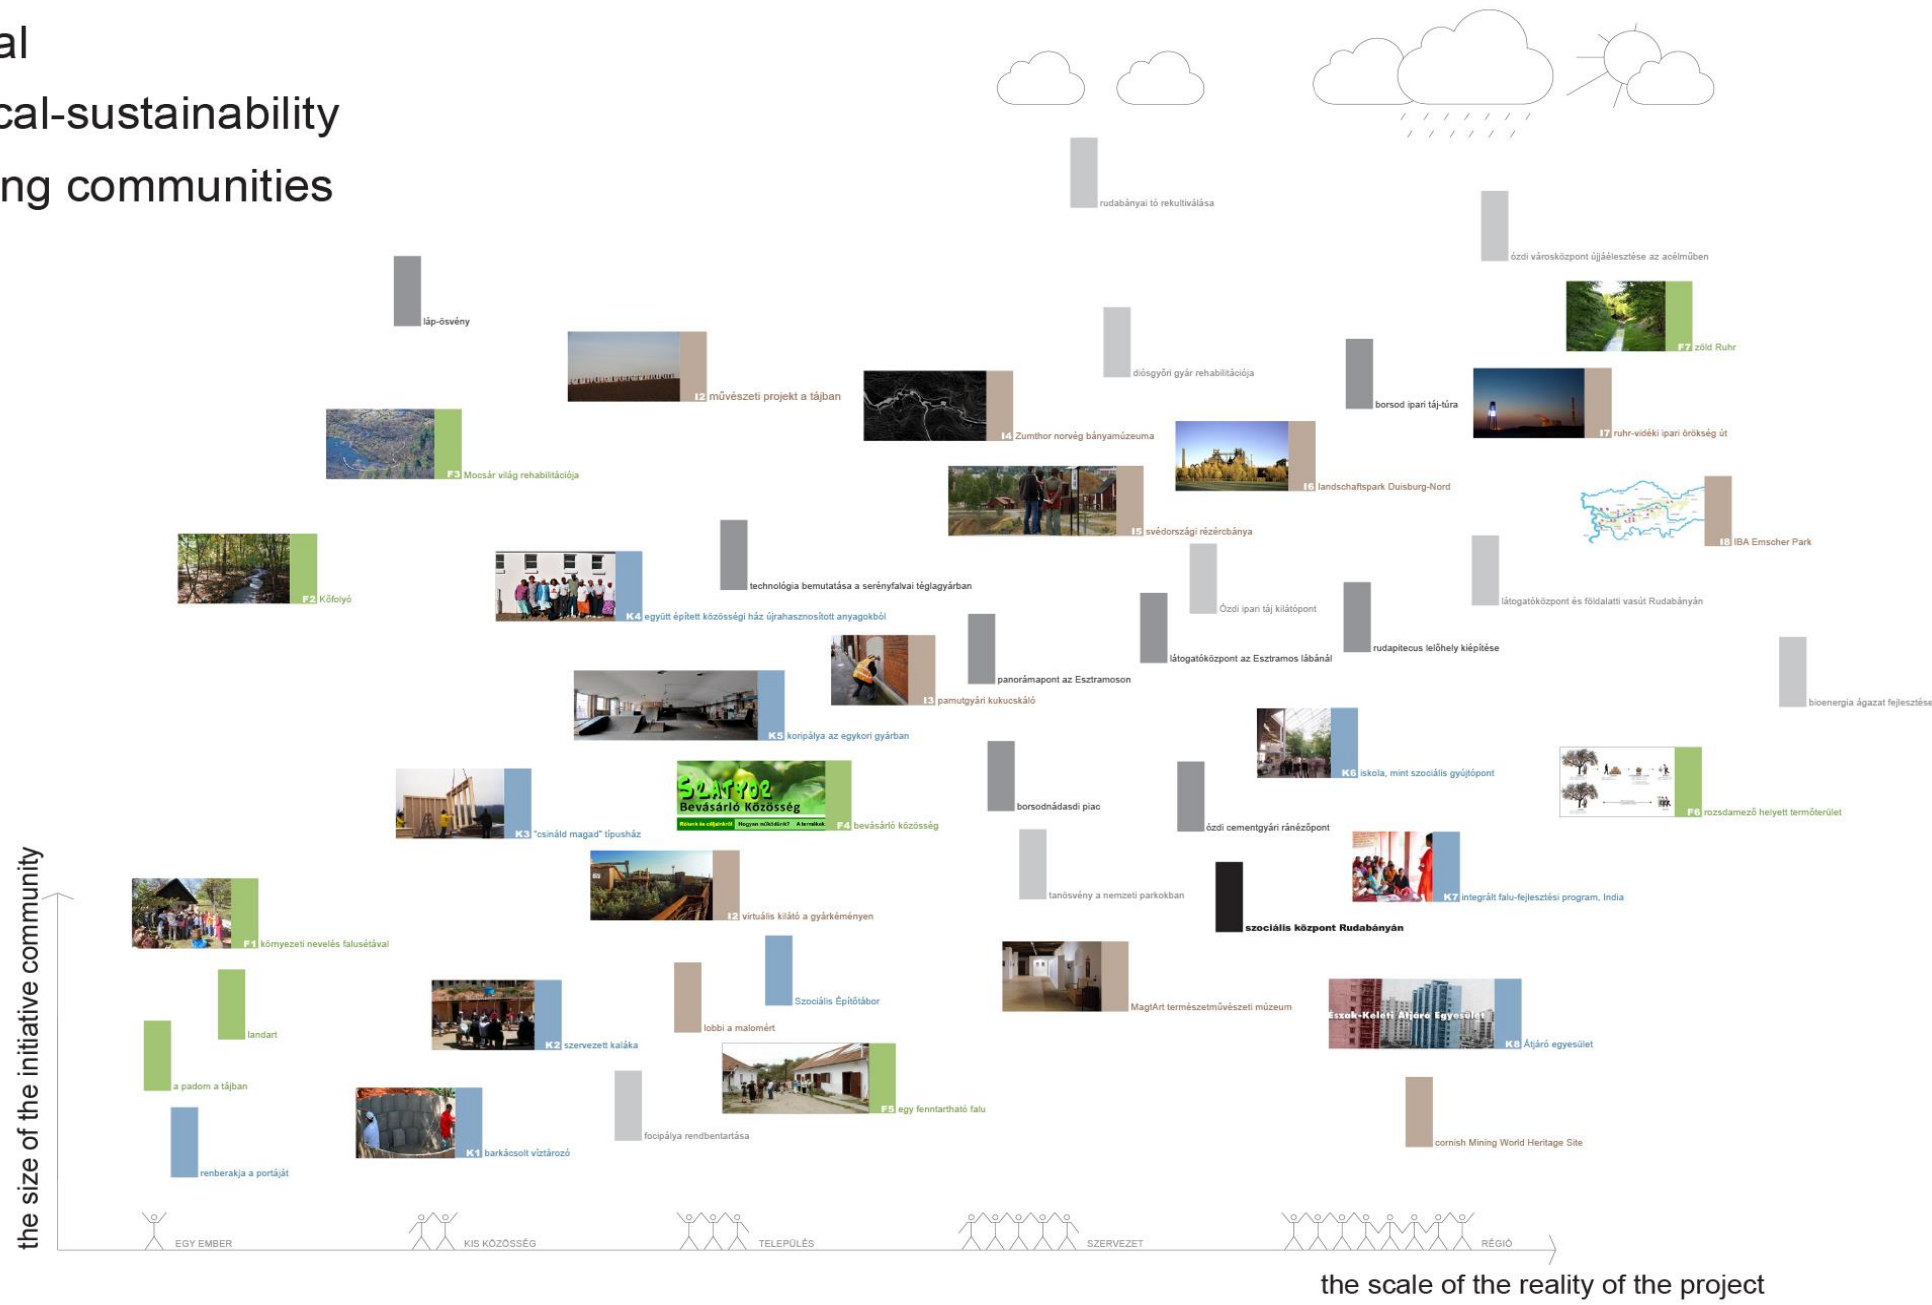 al
cal-sustainability
ng communities
rudabányai tó rekultiválása
ózdi városközpont újjáélesztése az acélműben
láp-ösvény
F7 zöld Ruhr
diósgyőri gyár rehabilitációja
I2 művészeti projekt a tájban
borsod ipari táj-túra
I4 Zumthor norvég bányamúzeuma
I7 ruhr-vidéki ipari örökség út
F3 Mocsár világ rehabilitációja
I6 landschaftspark Duisburg-Nord
I5 svédországi rézércbánya
I8 IBA Emscher Park
technológia bemutatása a serényfalvai téglagyárban
F2 Kőfolyó
látogatóközpont és földalatti vasút Rudabányán
Ózdi ipari táj kilátópont
K4 együtt épített közösségi ház újrahasznosított anyagokból
rudapitecus lelőhely kiépítése
látogatóközpont az Esztramos lábánál
panorámapont az Esztramoson
I3 pamutgyári kukucskáló
bioenergia ágazat fejlesztése
K5 koripálya az egykori gyárban
K6 iskola, mint szociális gyűjtőpont
SZATYOR
Bevásárló Közösség
Rólunk és céljainkról Hogyan működünk? A termékek
borsodnádasdi piac
F6 rozsdamező helyett termőterület
F4 bevásárló közösség
ózdi cementgyári ránézőpont
K3 "csináld magad" típusház
tanösvény a nemzeti parkokban
K7 integrált falu-fejlesztési program, India
I2 virtuális kilátó a gyárkéményen
szociális központ Rudabányán
F1 környezeti nevelés falusétával
Szociális Építőtábor
MagtArt természetművészeti múzeum
Észak-Keleti Átjáró Egyesület
lobbi a malomért
landart
K2 szervezett kaláka
K8 Átjáró egyesület
a padom a tájban
F5 egy fenntartható falu
focipálya rendbentartása
cornish Mining World Heritage Site
K1 barkácsolt víztározó
renberakja a portáját
the size of the initiative community
EGY EMBER
KIS KÖZÖSSÉG
TELEPÜLÉS
SZERVEZET
RÉGIÓ
the scale of the reality of the project